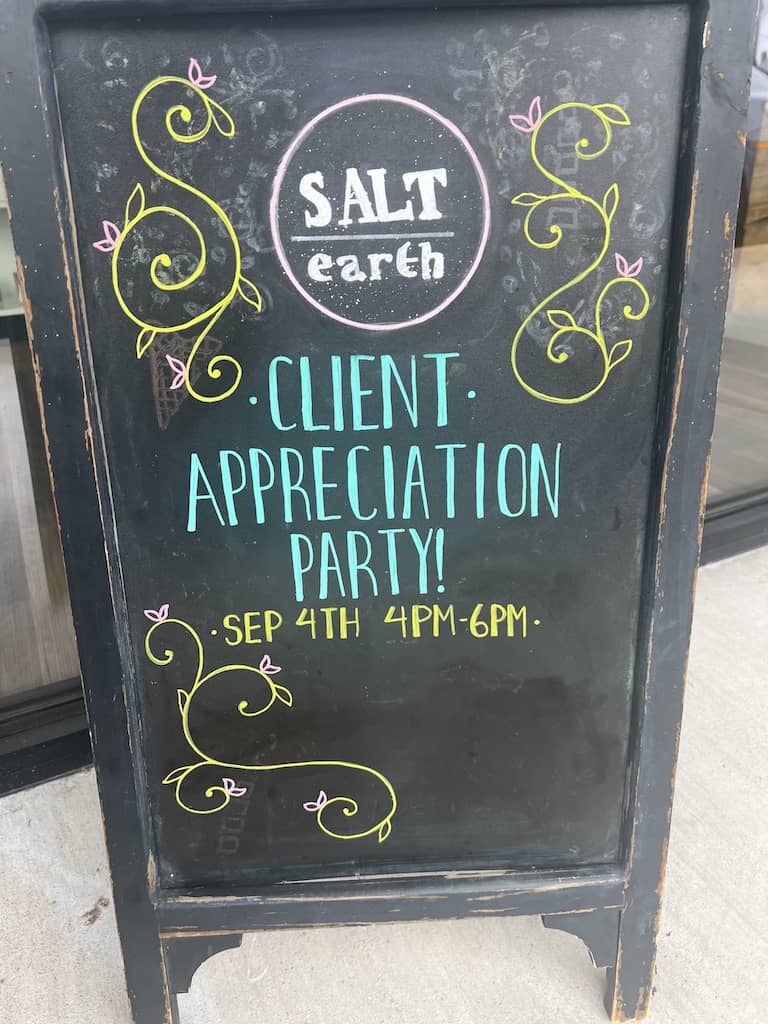 SALT
earth
·CLIENT·
APPRECIATION
PARTY!
·SEP 4TH 4PM-6PM·